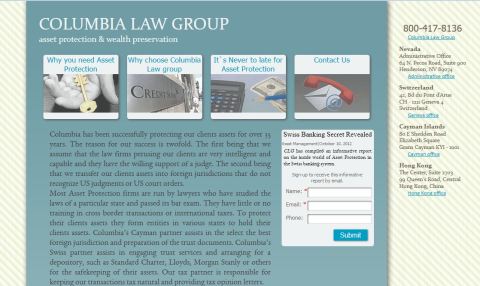 COLUMBIA LAW GROUP
asset protection & wealth preservation
Why you need Asset
Protection
Why choose Columbia
Law group
It`s Never to late for
Asset Protection
Contact Us
Columbia has been successfully protecting our clients assets for over 33
years. The reason for our success is twofold. The first being that we
assume that the law firms pursuing our clients are very intelligent and
capable and they have the willing support of a judge. The second being
that we transfer our clients assets into foreign jurisdictions that do not
recognize US judgments or US court orders.
Most Asset Protection firms are run by lawyers who have studied the
laws of a particular state and passed its bar exam. They have little or no
training in cross border transactions or international taxes. To protect
their clients assets they form entities in various states to hold their
clients assets. Columbia's Cayman partner assists in the select the best
foreign jurisdiction and preparation of the trust documents. Columbia's
Swiss partner assists in engaging trust services and arranging for a
depository, such as Standard Charter, Lloyds, Morgan Stanly or others
for the safekeeping of their assets. Our tax partner is responsible for
keeping our transactions tax natural and providing tax opinion letters.
Swiss Banking Secret Revealed
Asset Management|October 10, 2012
CLG has compiled an informative report
on the inside world of Asset Protection in
the Swiss banking system.
Sign up to receive this informative
report by email.
Name: *
Email: *
Phone:
Submit
800-417-8136
Columbia Law Group
Nevada
Administrative Office
64 N. Pecos Road, Suite 900
Henderson, NV 89074
Administrative office
Switzerland
42, Bd du Pont d'Arve
CH - 1211 Geneva 4
Switzerland
Geneva office
Cayman Islands
80 E Shedden Road
Elizabethan Square
Grand Cayman KY1 - 1101
Cayman office
Hong Kong
The Center, Suite 1703
99 Queen's Road, Central
Hong Kong, China
Hong Kong office